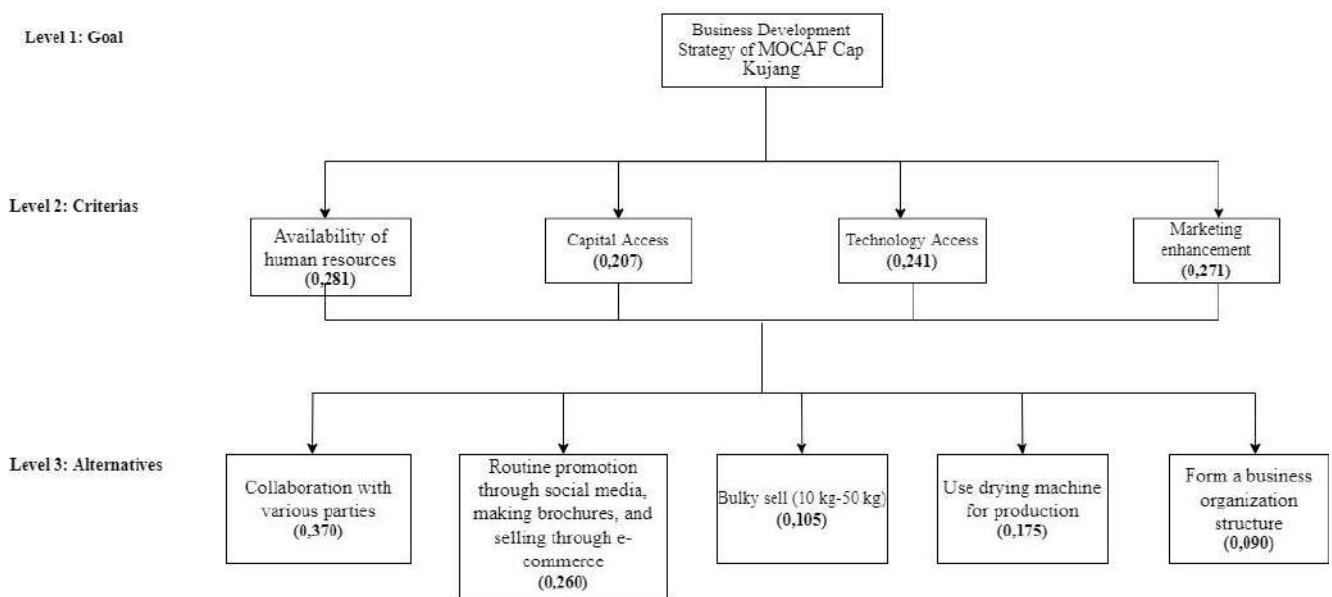 Level 1: Goal
Business Development
Strategy of MOCAF Cap
Kujang
Level 2: Criterias
Availability of
human resources
(0,281)
Capital Access
(0,207)
Technology Access
(0,241)
Marketing
enhancement
(0,271)
Level 3: Alternatives
Collaboration with
various parties
(0,370)
Routine promotion
through social media,
making brochures, and
selling through e-
commerce
(0,260)
Bulky sell (10 kg-50 kg)
(0,105)
Use drying machine
for production
(0,175)
Form a business
organization
structure
(0,090)